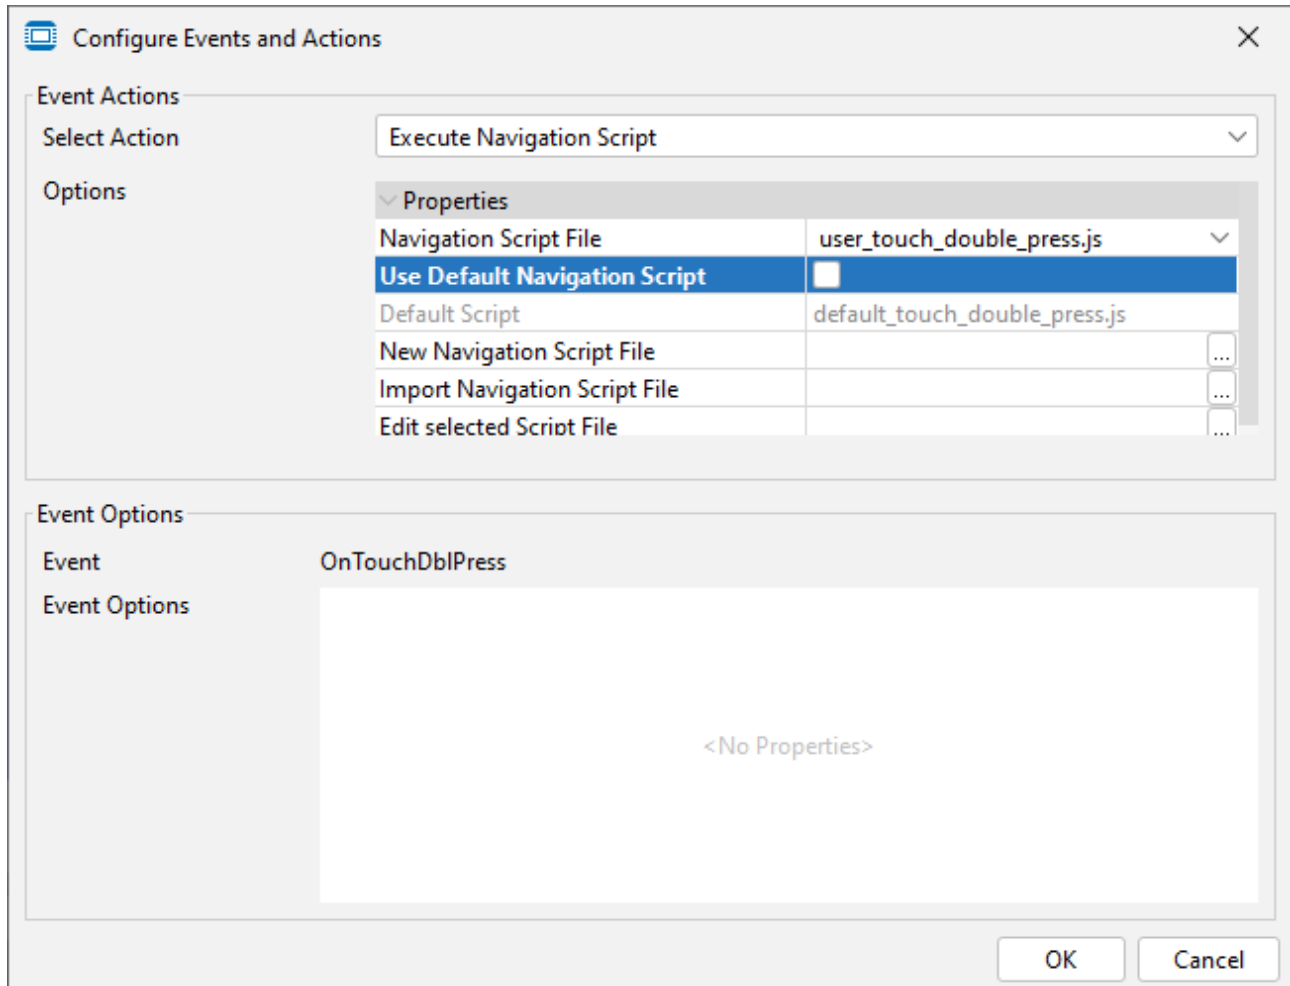 Configure Events and Actions
Event Actions
Select Action Execute Navigation Script
Options Properties
Navigation Script File user_touch_double_press.js
Use Default Navigation Script
Default Script default_touch_double_press.js
New Navigation Script File ...
Import Navigation Script File ...
Edit selected Script File ...
Event Options
Event OnTouchDblPress
Event Options
<No Properties>
OK Cancel